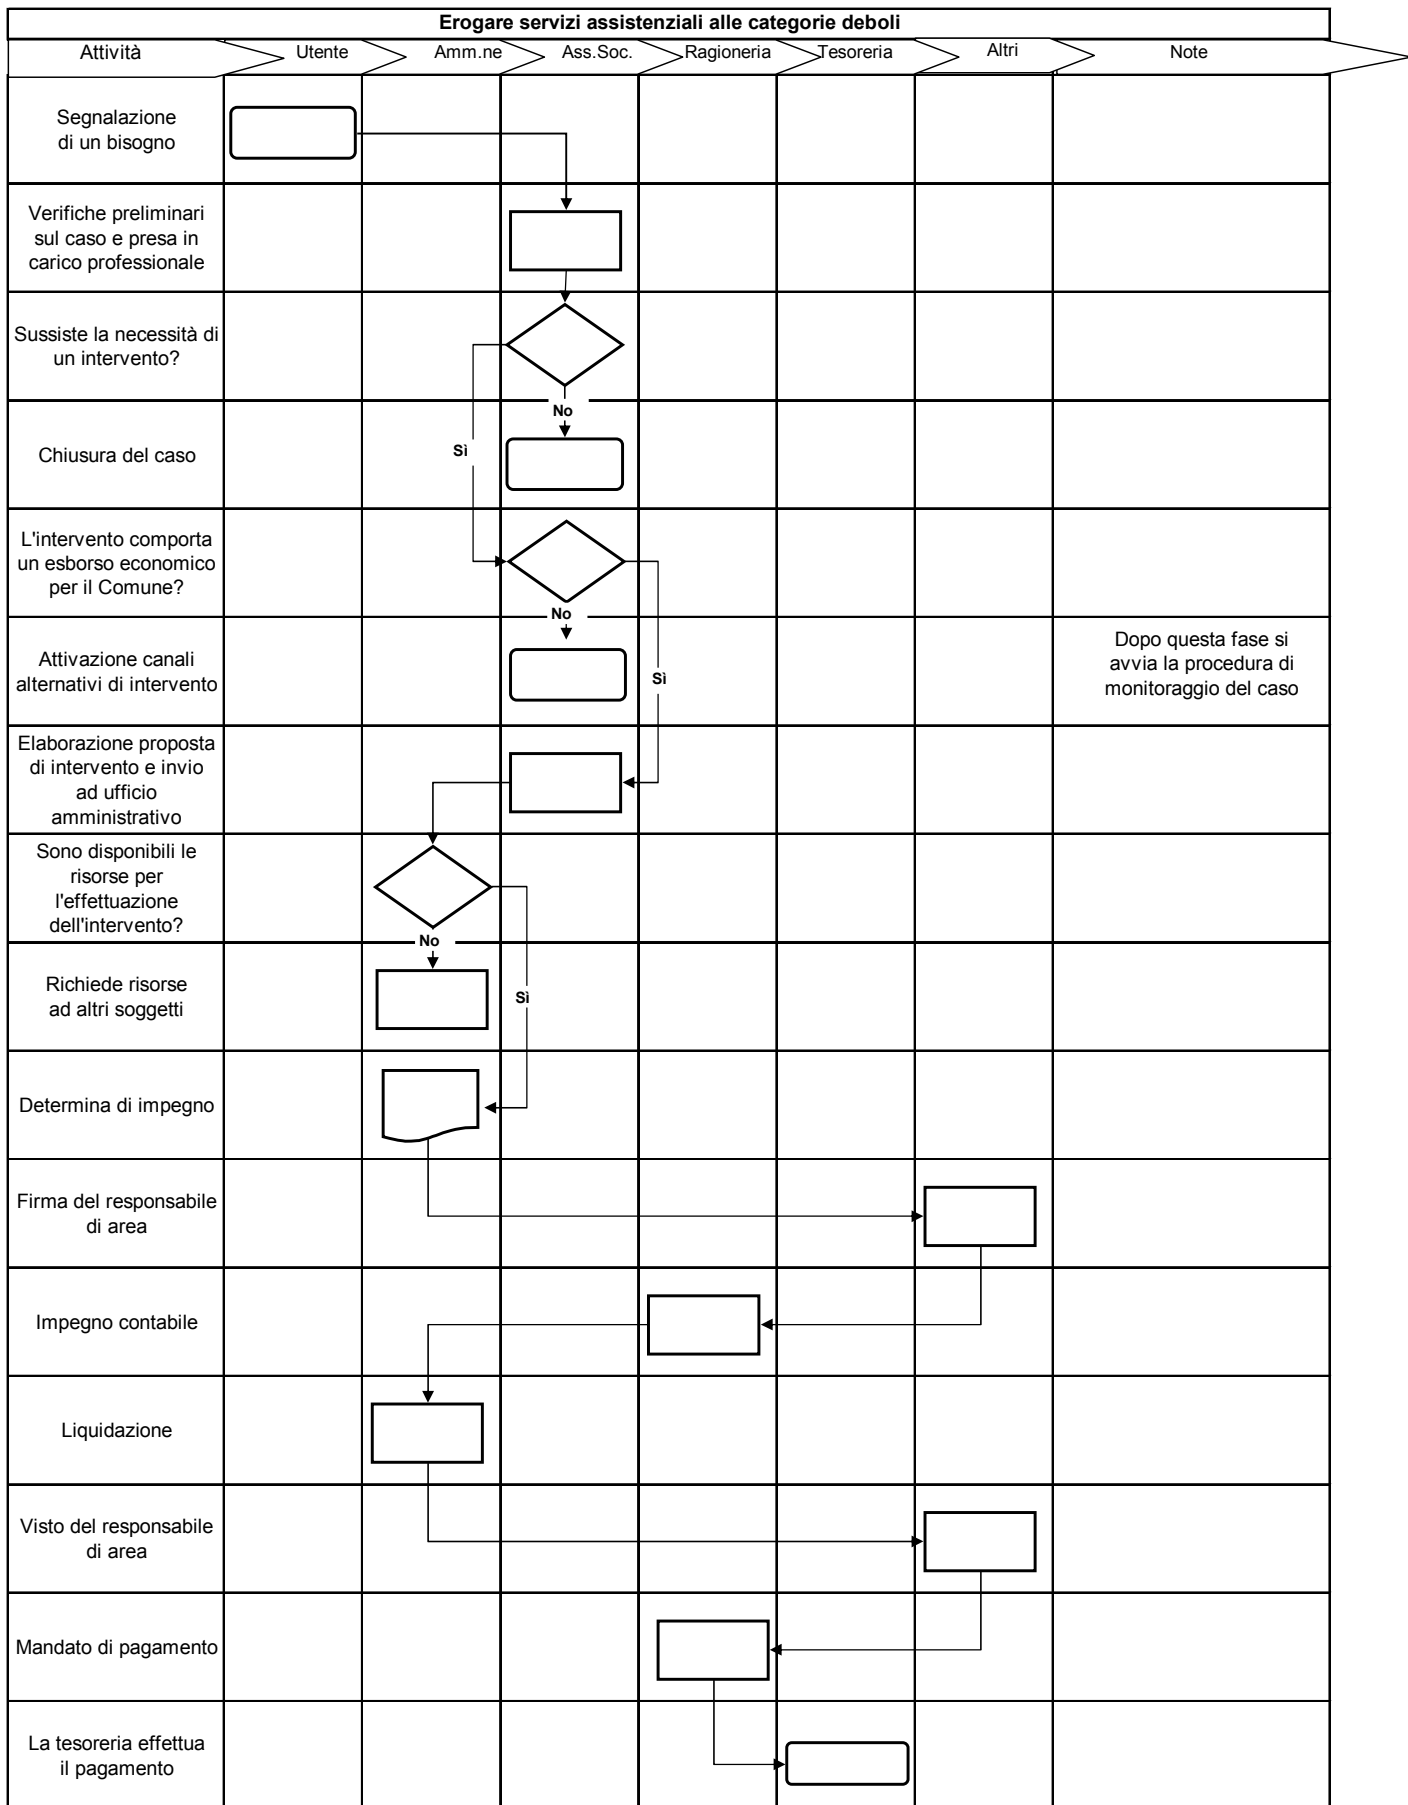 Erogare servizi assistenziali alle categorie deboli
Attività Utente Amm.ne Ass.Soc. Ragioneria Tesoreria Altri Note
Segnalazione
di un bisogno
Verifiche preliminari
sul caso e presa in
carico professionale
Sussiste la necessità di
un intervento?
No
Chiusura del caso
Sì
L'intervento comporta
un esborso economico
per il Comune?
No
Attivazione canali
alternativi di intervento
Sì
Dopo questa fase si
avvia la procedura di
monitoraggio del caso
Elaborazione proposta
di intervento e invio
ad ufficio
amministrativo
Sono disponibili le
risorse per
l'effettuazione
dell'intervento?
No
Richiede risorse
ad altri soggetti
Sì
Determina di impegno
Firma del responsabile
di area
Impegno contabile
Liquidazione
Visto del responsabile
di area
Mandato di pagamento
La tesoreria effettua
il pagamento